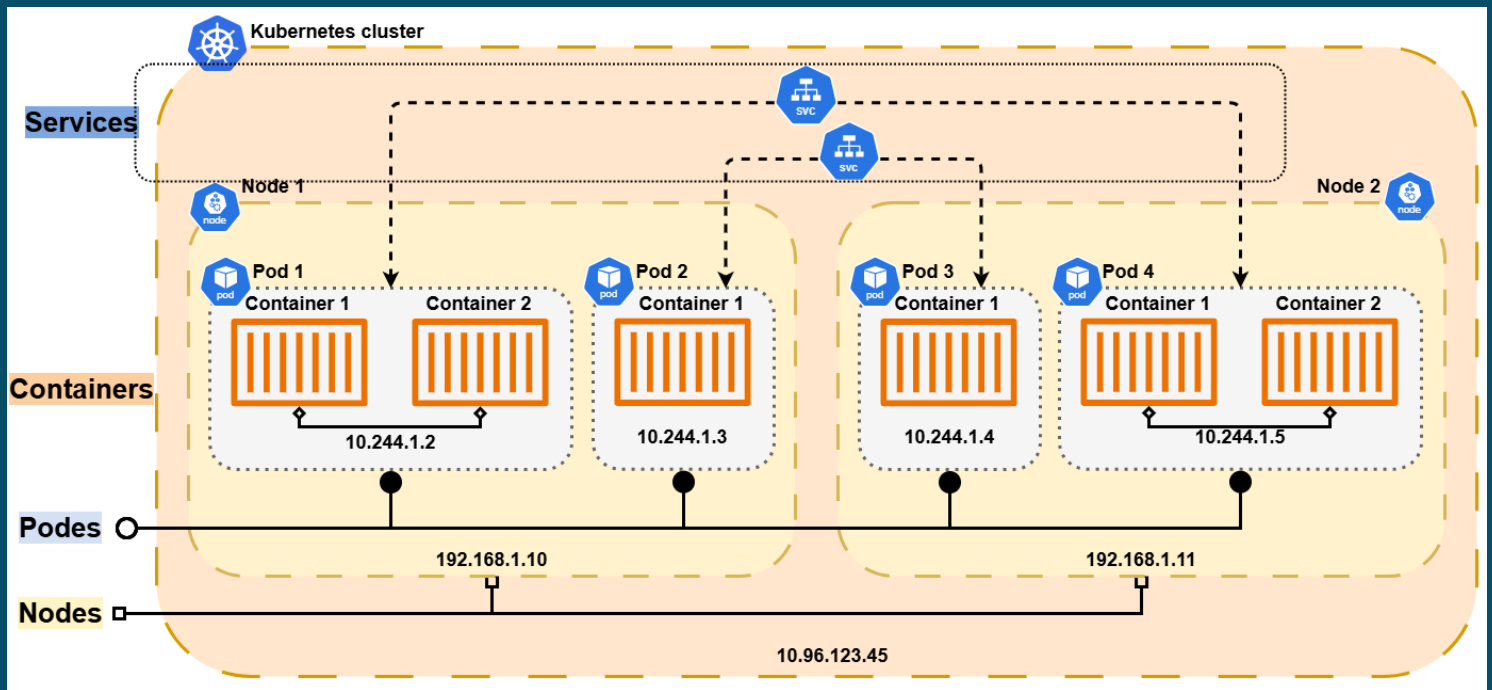 Kubernetes cluster
svc
Services
svc
Node 1
Node 2
node
node
Pod 1
Pod 2
Pod 3
Pod 4
pod
pod
pod
pod
Container 1
Container 2
Container 1
Container 1
Container 1
Container 2
Containers
10.244.1.2
10.244.1.3
10.244.1.4
10.244.1.5
Podes
192.168.1.10
192.168.1.11
Nodes
10.96.123.45